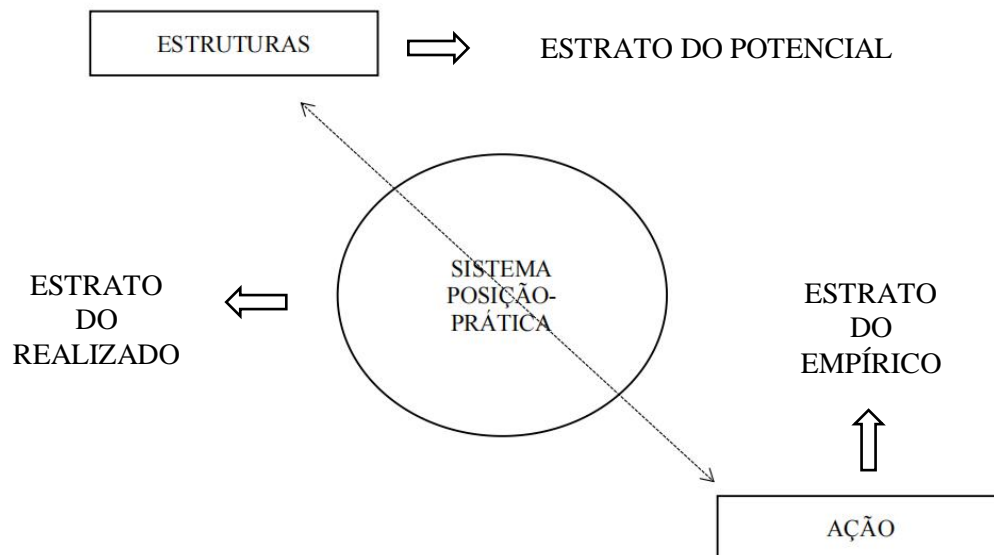 ESTRUTURAS
ESTRATO DO POTENCIAL
SISTEMA
POSIÇÃO-
PRÁTICA
ESTRATO
DO
REALIZADO
ESTRATO
DO
EMPÍRICO
AÇÃO